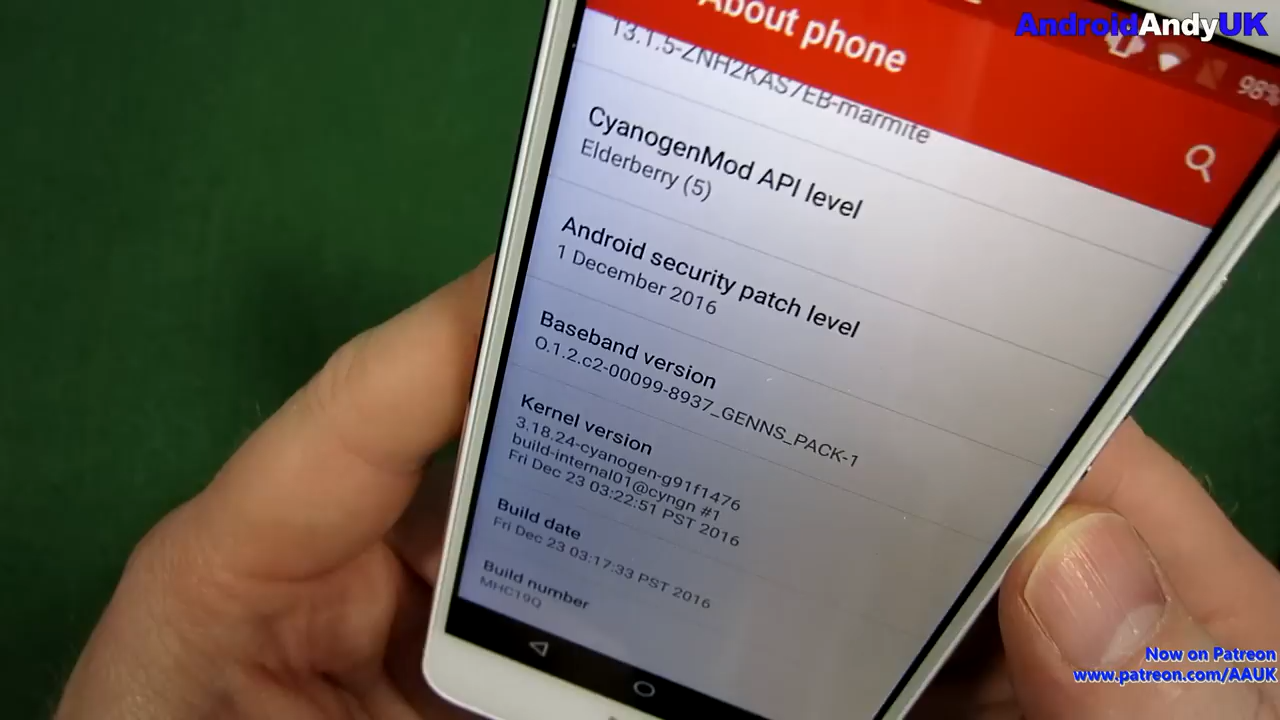 AndroidAndyUK
About phone
98%
13.1.5-ZNH2KAS7EB-marmite
CyanogenMod API level
Elderberry (5)
Android security patch level
1 December 2016
Baseband version
O.1.2.c2-00099-8937_GENNS_PACK-1
Kernel version
3.18.24-cyanogen-g91f1476
build-internal01@cyngn #1
Fri Dec 23 03:22:51 PST 2016
Build date
Fri Dec 23 03:17:33 PST 2016
Build number
MHC19Q
Now on Patreon
www.patreon.com/AAUK